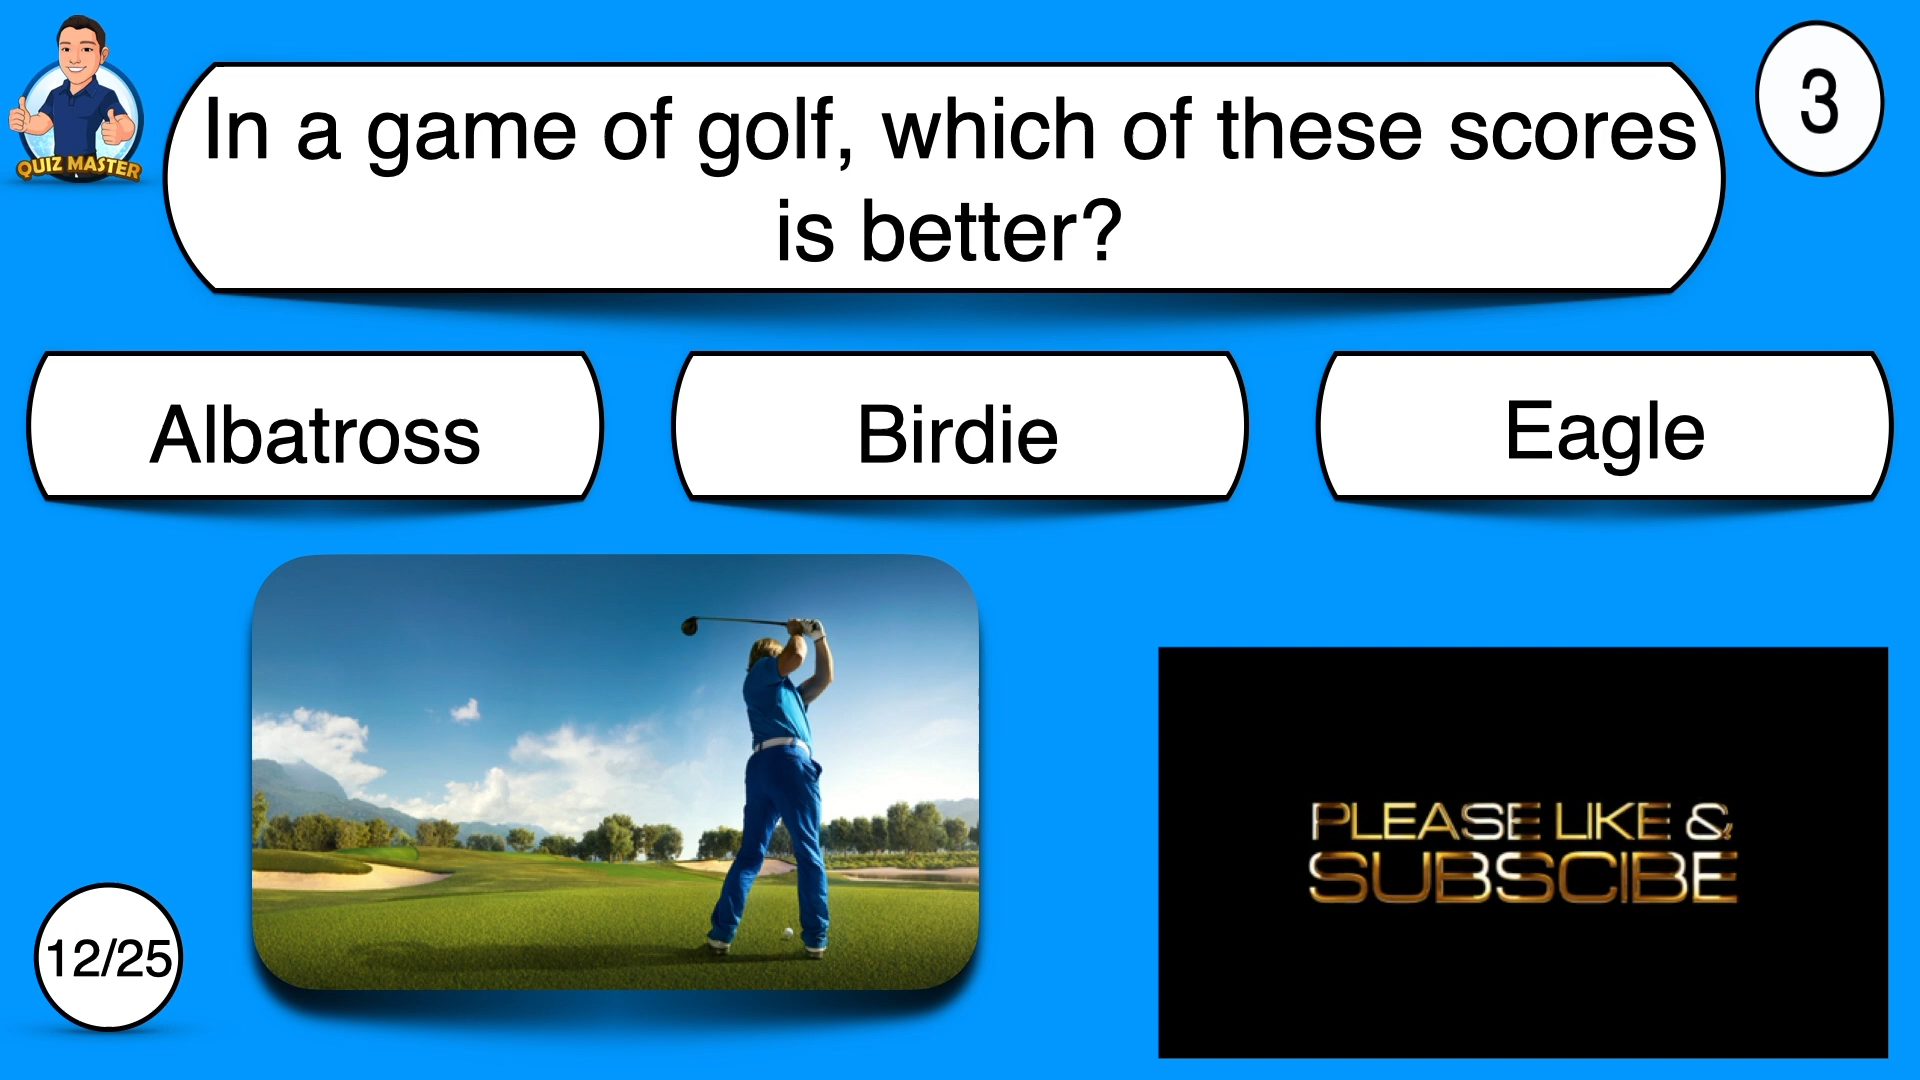 QUIZ MASTER
In a game of golf, which of these scores
is better?
3
Albatross
Birdie
Eagle
PLEASE LIKE &
SUBSCIBE
12/25